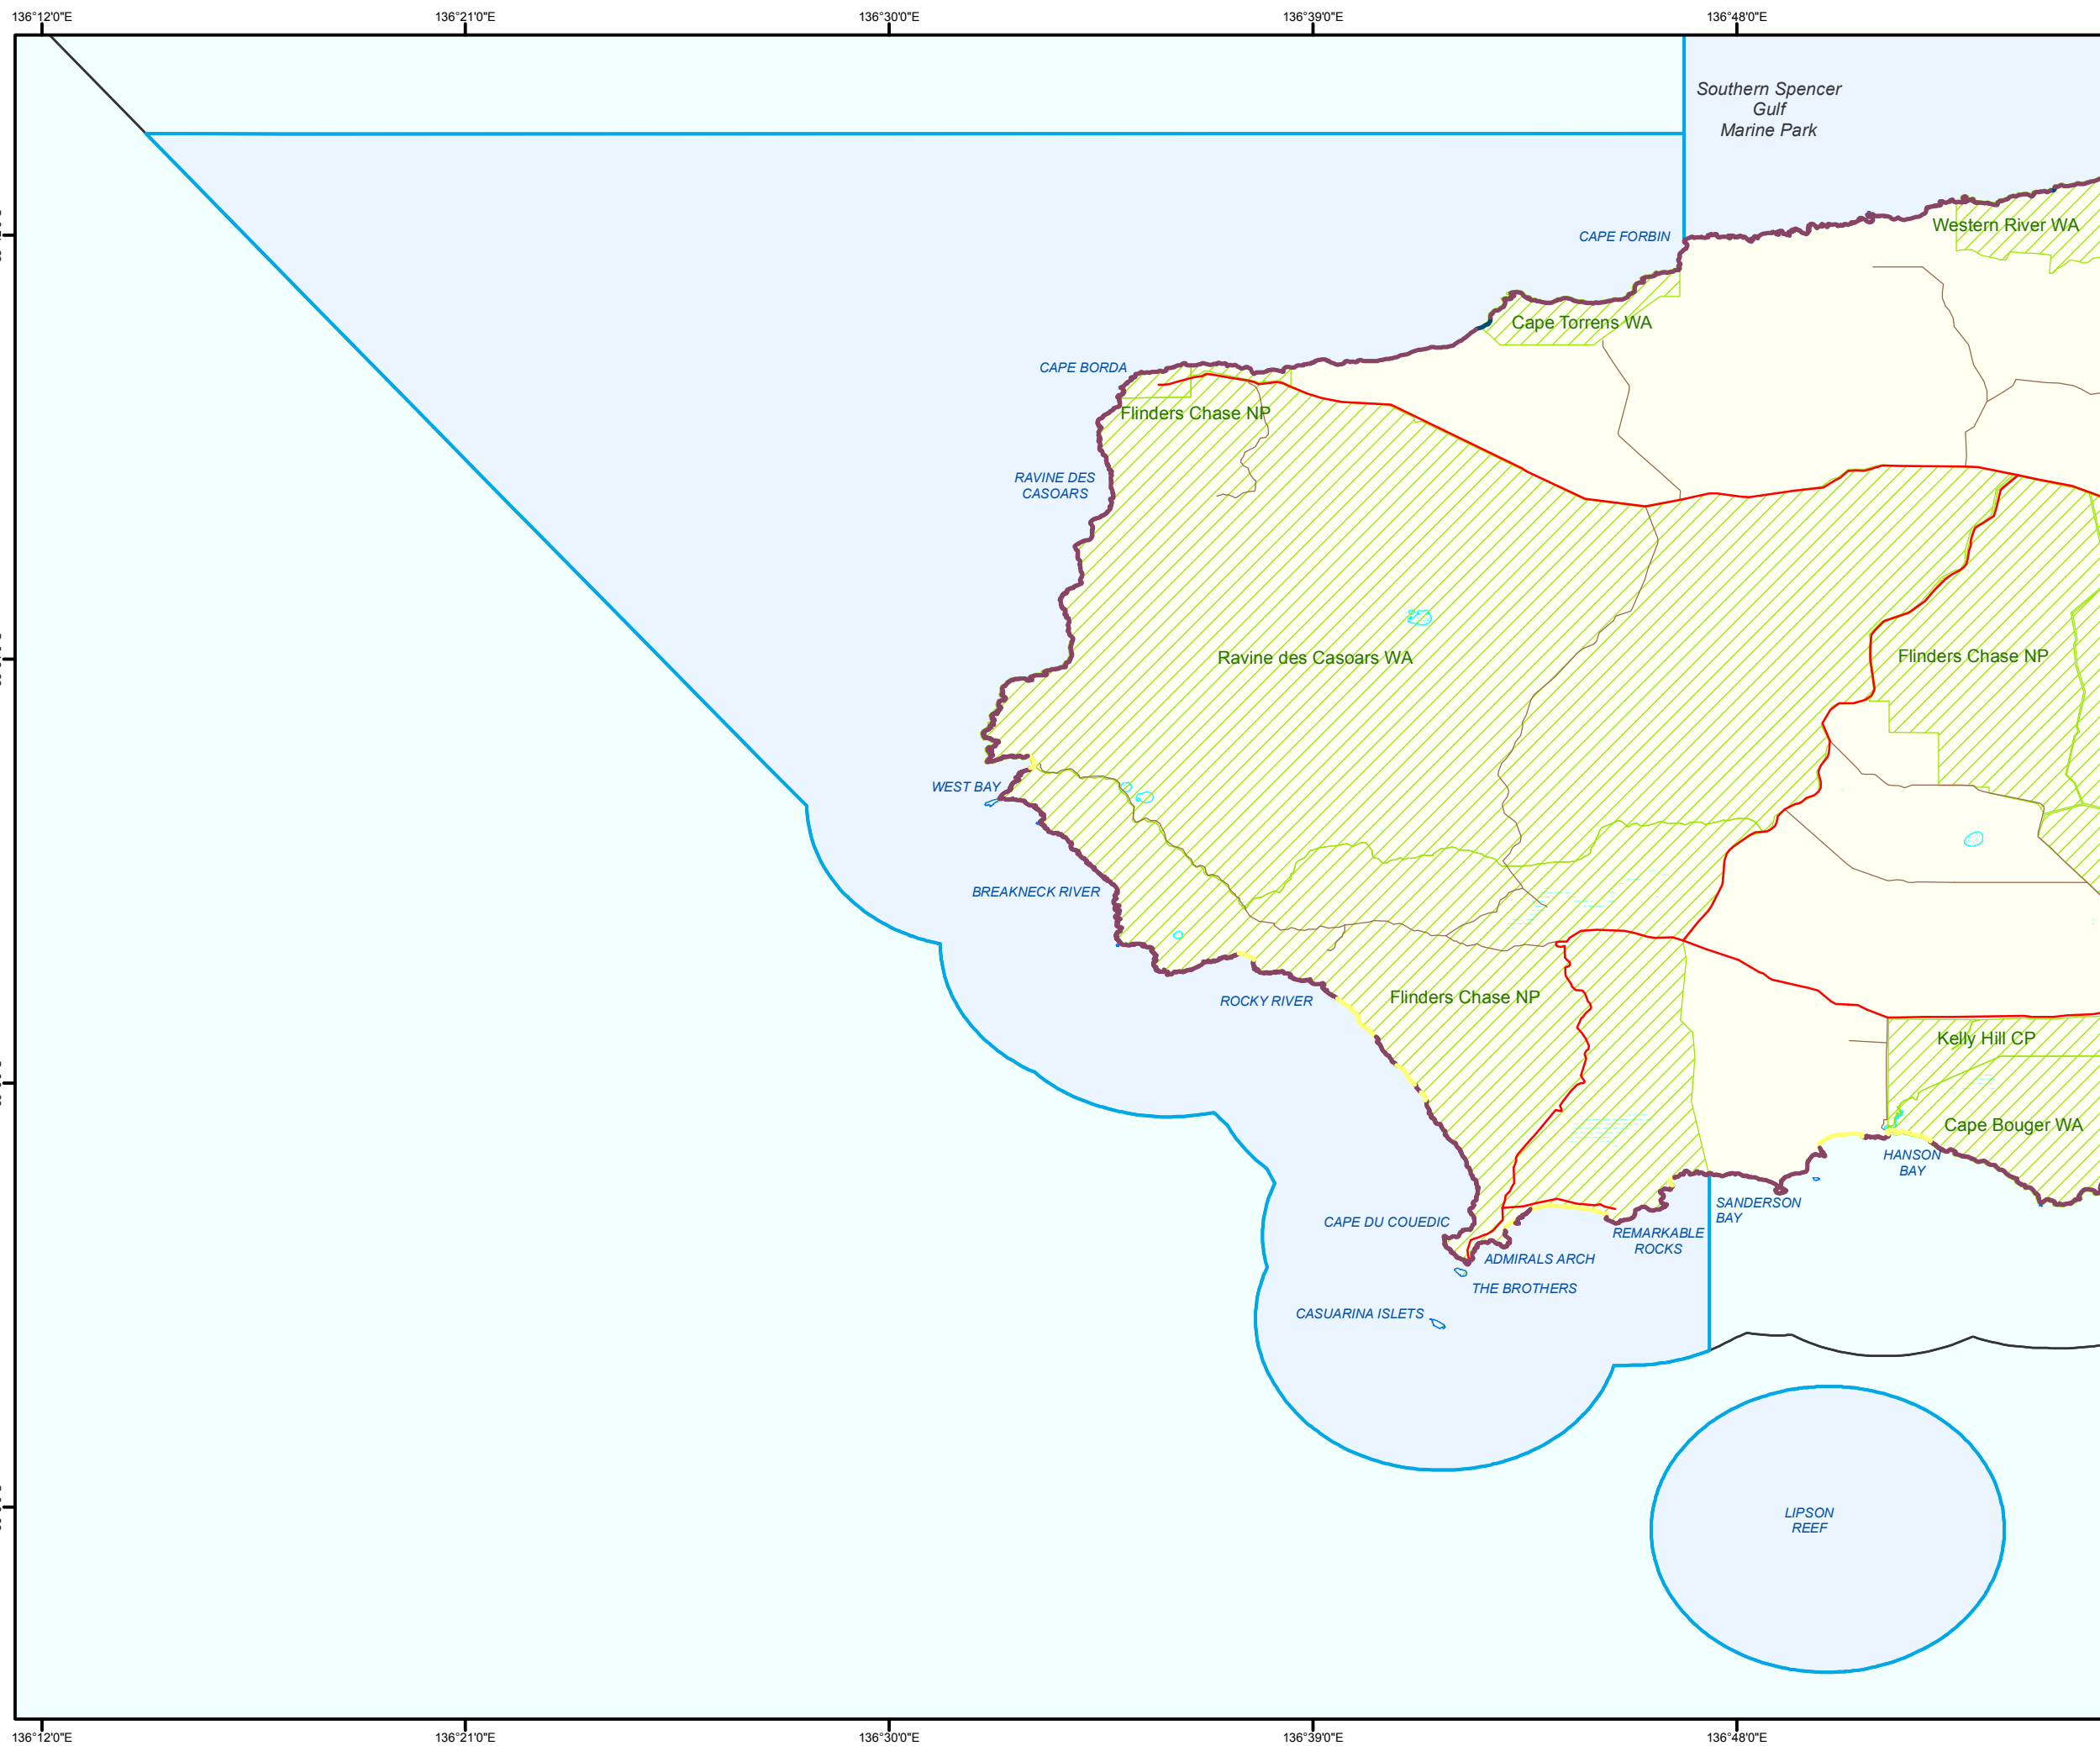 136°12'0"E
136°21'0"E
136°30'0"E
136°39'0"E
136°48'0"E
Southern Spencer
Gulf
Marine Park
Western River WA
CAPE FORBIN
Cape Torrens WA
CAPE BORDA
Flinders Chase NP
RAVINE DES
CASOARS
Ravine des Casoars WA
Flinders Chase NP
WEST BAY
BREAKNECK RIVER
ROCKY RIVER
Flinders Chase NP
Kelly Hill CP
Cape Bouger WA
HANSON
BAY
SANDERSON
BAY
CAPE DU COUEDIC
REMARKABLE
ROCKS
ADMIRALS ARCH
THE BROTHERS
CASUARINA ISLETS
LIPSON
REEF
136°12'0"E
136°21'0"E
136°30'0"E
136°39'0"E
136°48'0"E